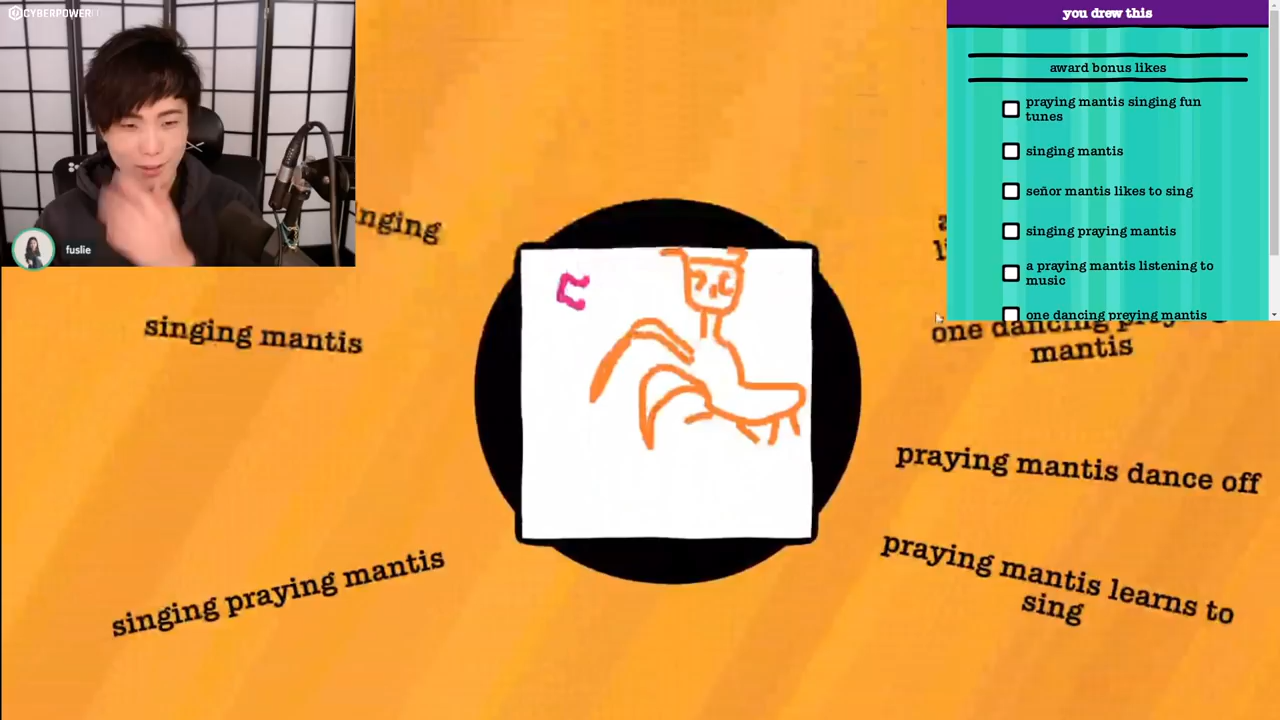 CYBERPOWER
you drew this
award bonus likes
praying mantis singing fun
tunes
singing mantis
señor mantis likes to sing
singing praying mantis
a praying mantis listening to
music
one dancing preying mantis
fuslie
singing mantis
singing praying mantis
one dancing
mantis
praying mantis dance off
praying mantis learns to
sing